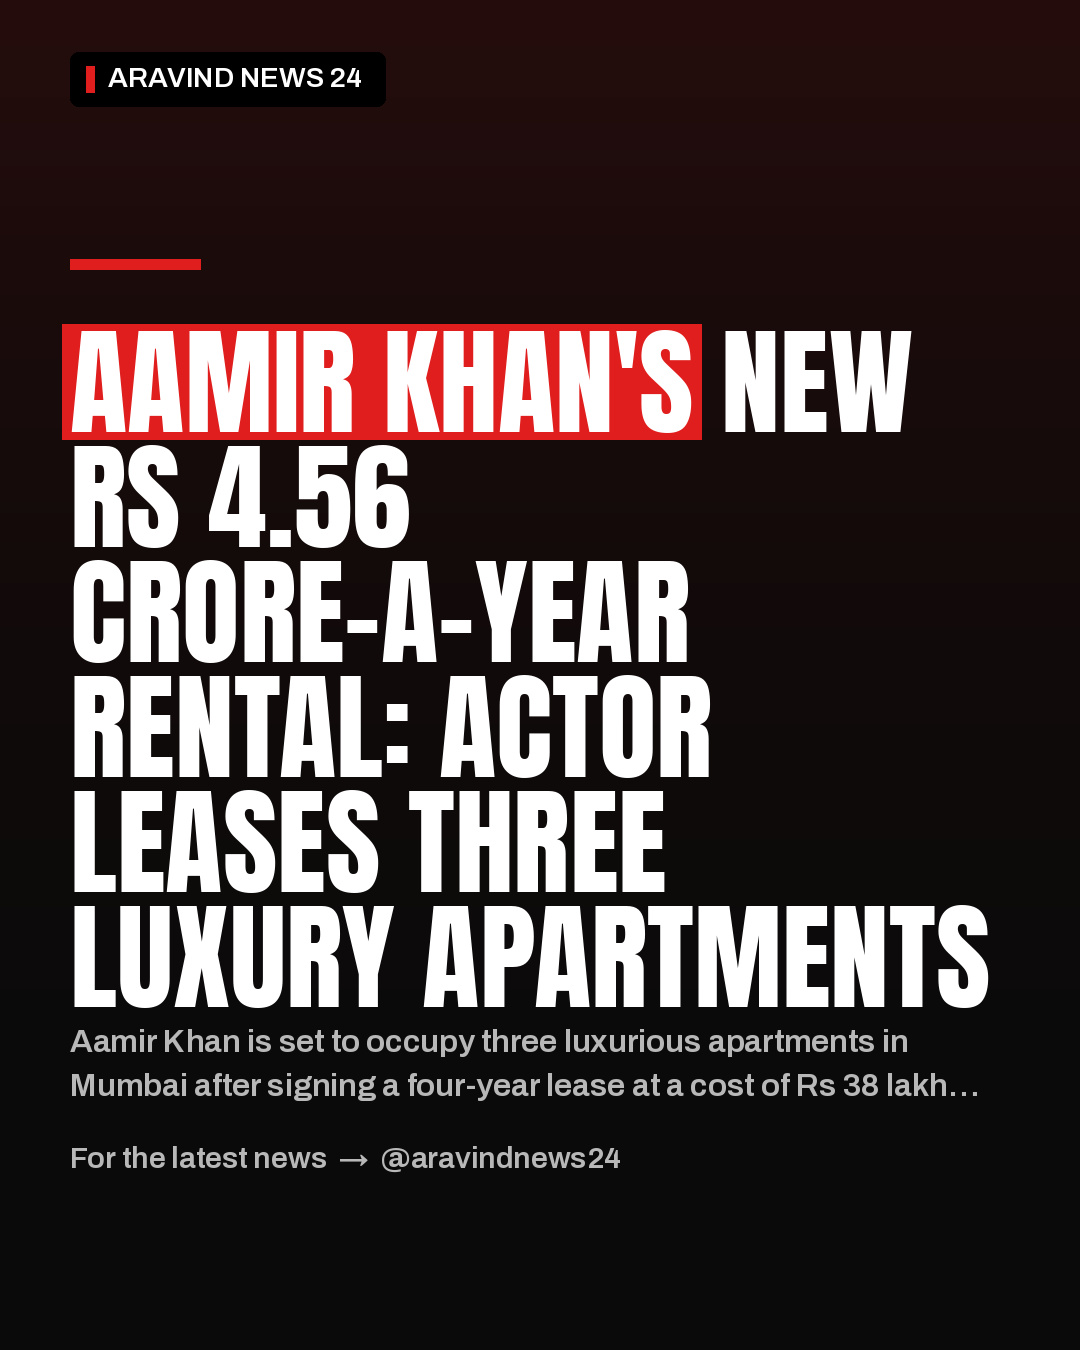 ARAVIND NEWS 24
AAMIR KHAN'S NEW
RS 4.56
CRORE-A-YEAR
RENTAL: ACTOR
LEASES THREE
LUXURY APARTMENTS
Aamir Khan is set to occupy three luxurious apartments in
Mumbai after signing a four-year lease at a cost of Rs 38 lakh...
For the latest news → @aravindnews24